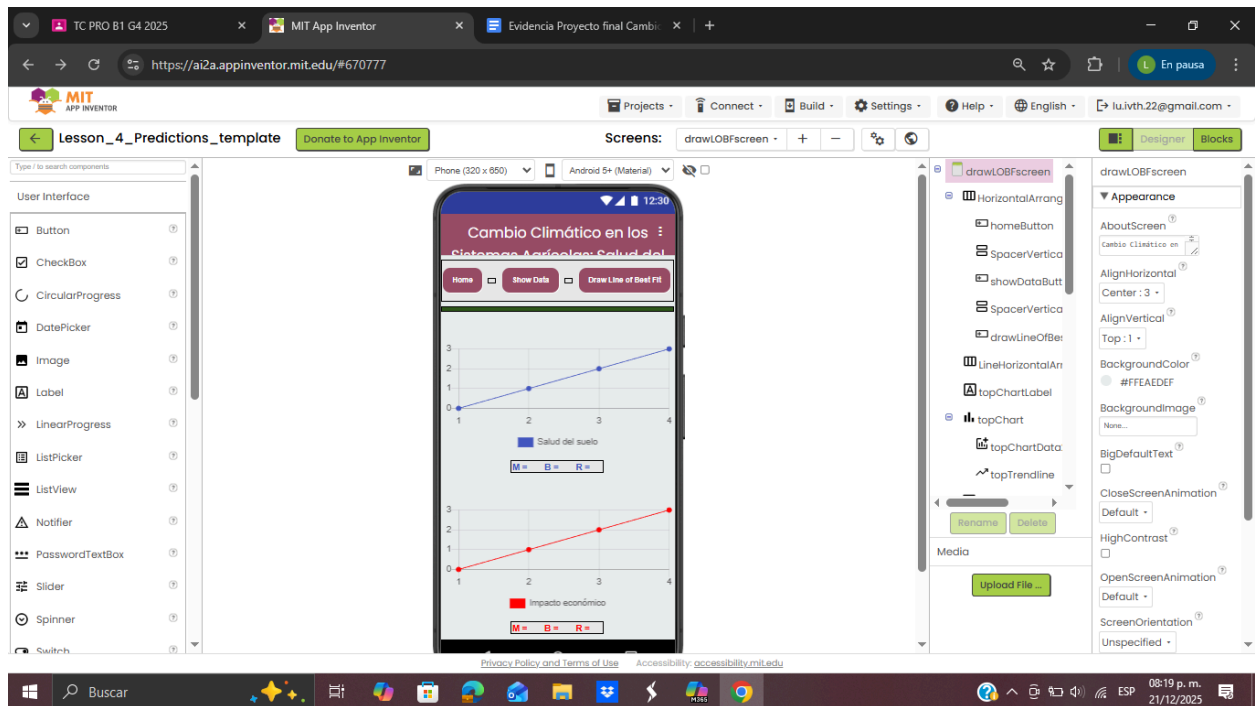 TC PRO B1 G4 2025
MIT App Inventor
Evidencia Proyecto final Cambic
https://ai2a.appinventor.mit.edu/#670777
L En pausa
MIT
APP INVENTOR
Projects
Connect
Build
Settings
Help
English
lu.ivth.22@gmail.com
Lesson_4_Predictions_template
Donate to App Inventor
Screens:
drawLOBFscreen
Designer
Blocks
Type / to search components
User Interface
Button
CheckBox
CircularProgress
DatePicker
Image
Label
LinearProgress
ListPicker
ListView
Notifier
PasswordTextBox
Slider
Spinner
Switch
Phone (320 x 650)
Android 5+ (Material)
12:30
Cambio Climático en los
Sistemas Agrícolas: Salud del
Home
Show Data
Draw Line of Best Fit
3
2
1
0
1 2 3 4
Salud del suelo
M = B = R =
3
2
1
0
1 2 3 4
Impacto económico
M = B = R =
drawLOBFscreen
HorizontalArrang
homeButton
SpacerVertica
showDataButt
SpacerVertica
drawLineOfBes
LineHorizontalArr
topChartLabel
topChart
topChartData
topTrendline
Rename
Delete
Media
Upload File ...
drawLOBFscreen
Appearance
AboutScreen
Cambio Climático en
AlignHorizontal
Center : 3
AlignVertical
Top : 1
BackgroundColor
#FFEAEDEF
BackgroundImage
None...
BigDefaultText
CloseScreenAnimation
Default
HighContrast
OpenScreenAnimation
Default
ScreenOrientation
Unspecified
Privacy Policy and Terms of Use
Accessibility: accessibility.mit.edu
Buscar
M365
ESP
08:19 p. m.
21/12/2025